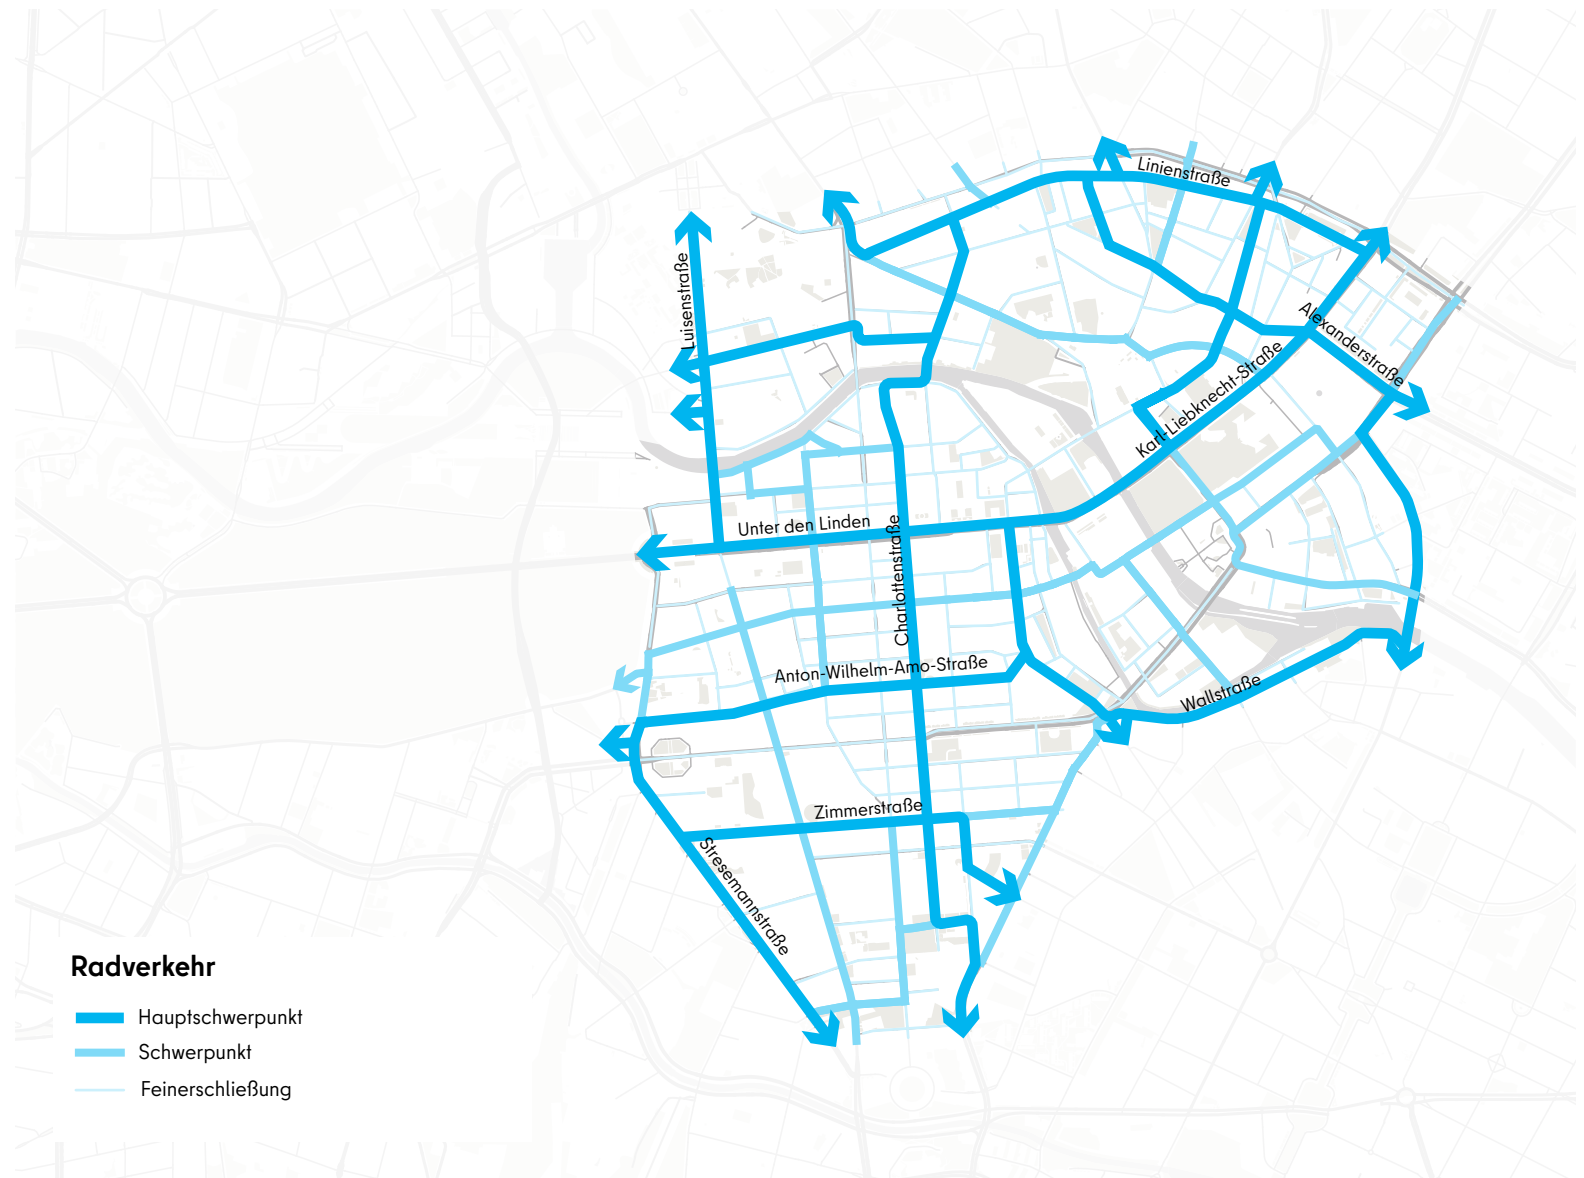 Linienstraße
Luisenstraße
Alexanderstraße
Karl-Liebknecht-Straße
Unter den Linden
Charlottenstraße
Anton-Wilhelm-Amo-Straße
Wallstraße
Zimmerstraße
Stresemannstraße
Radverkehr
Hauptschwerpunkt
Schwerpunkt
Feinerschließung